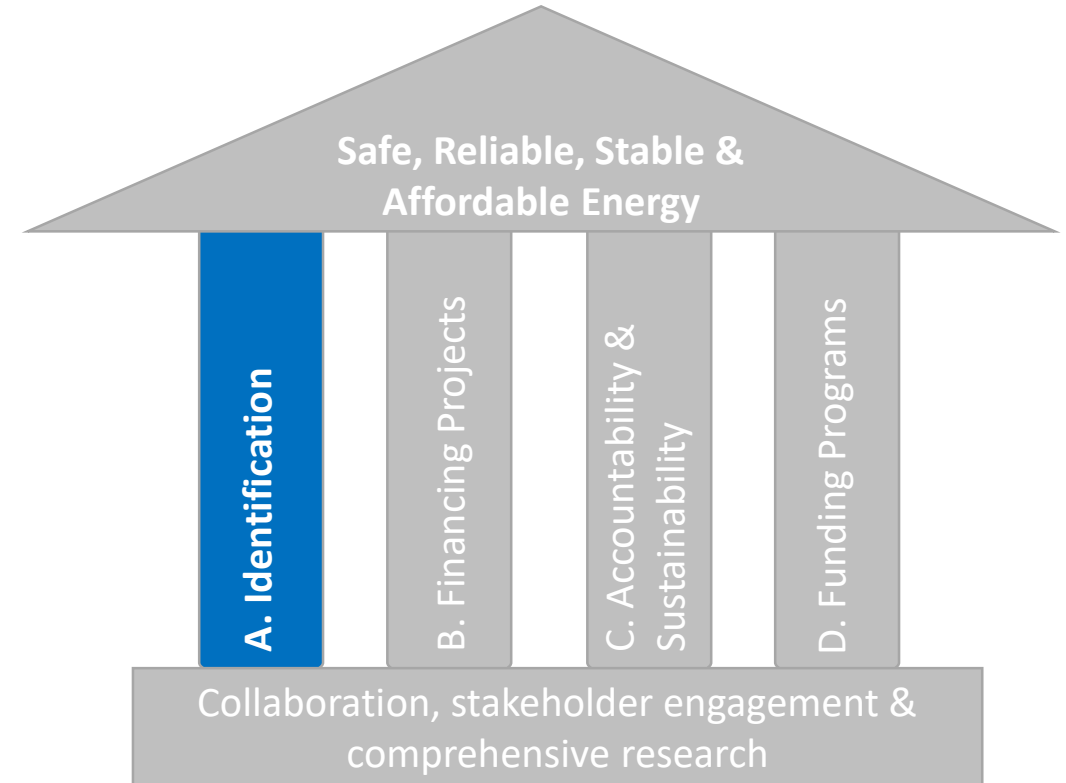 Safe, Reliable, Stable &
Affordable Energy
A. Identification
B. Financing Projects
C. Accountability &
Sustainability
D. Funding Programs
Collaboration, stakeholder engagement &
comprehensive research